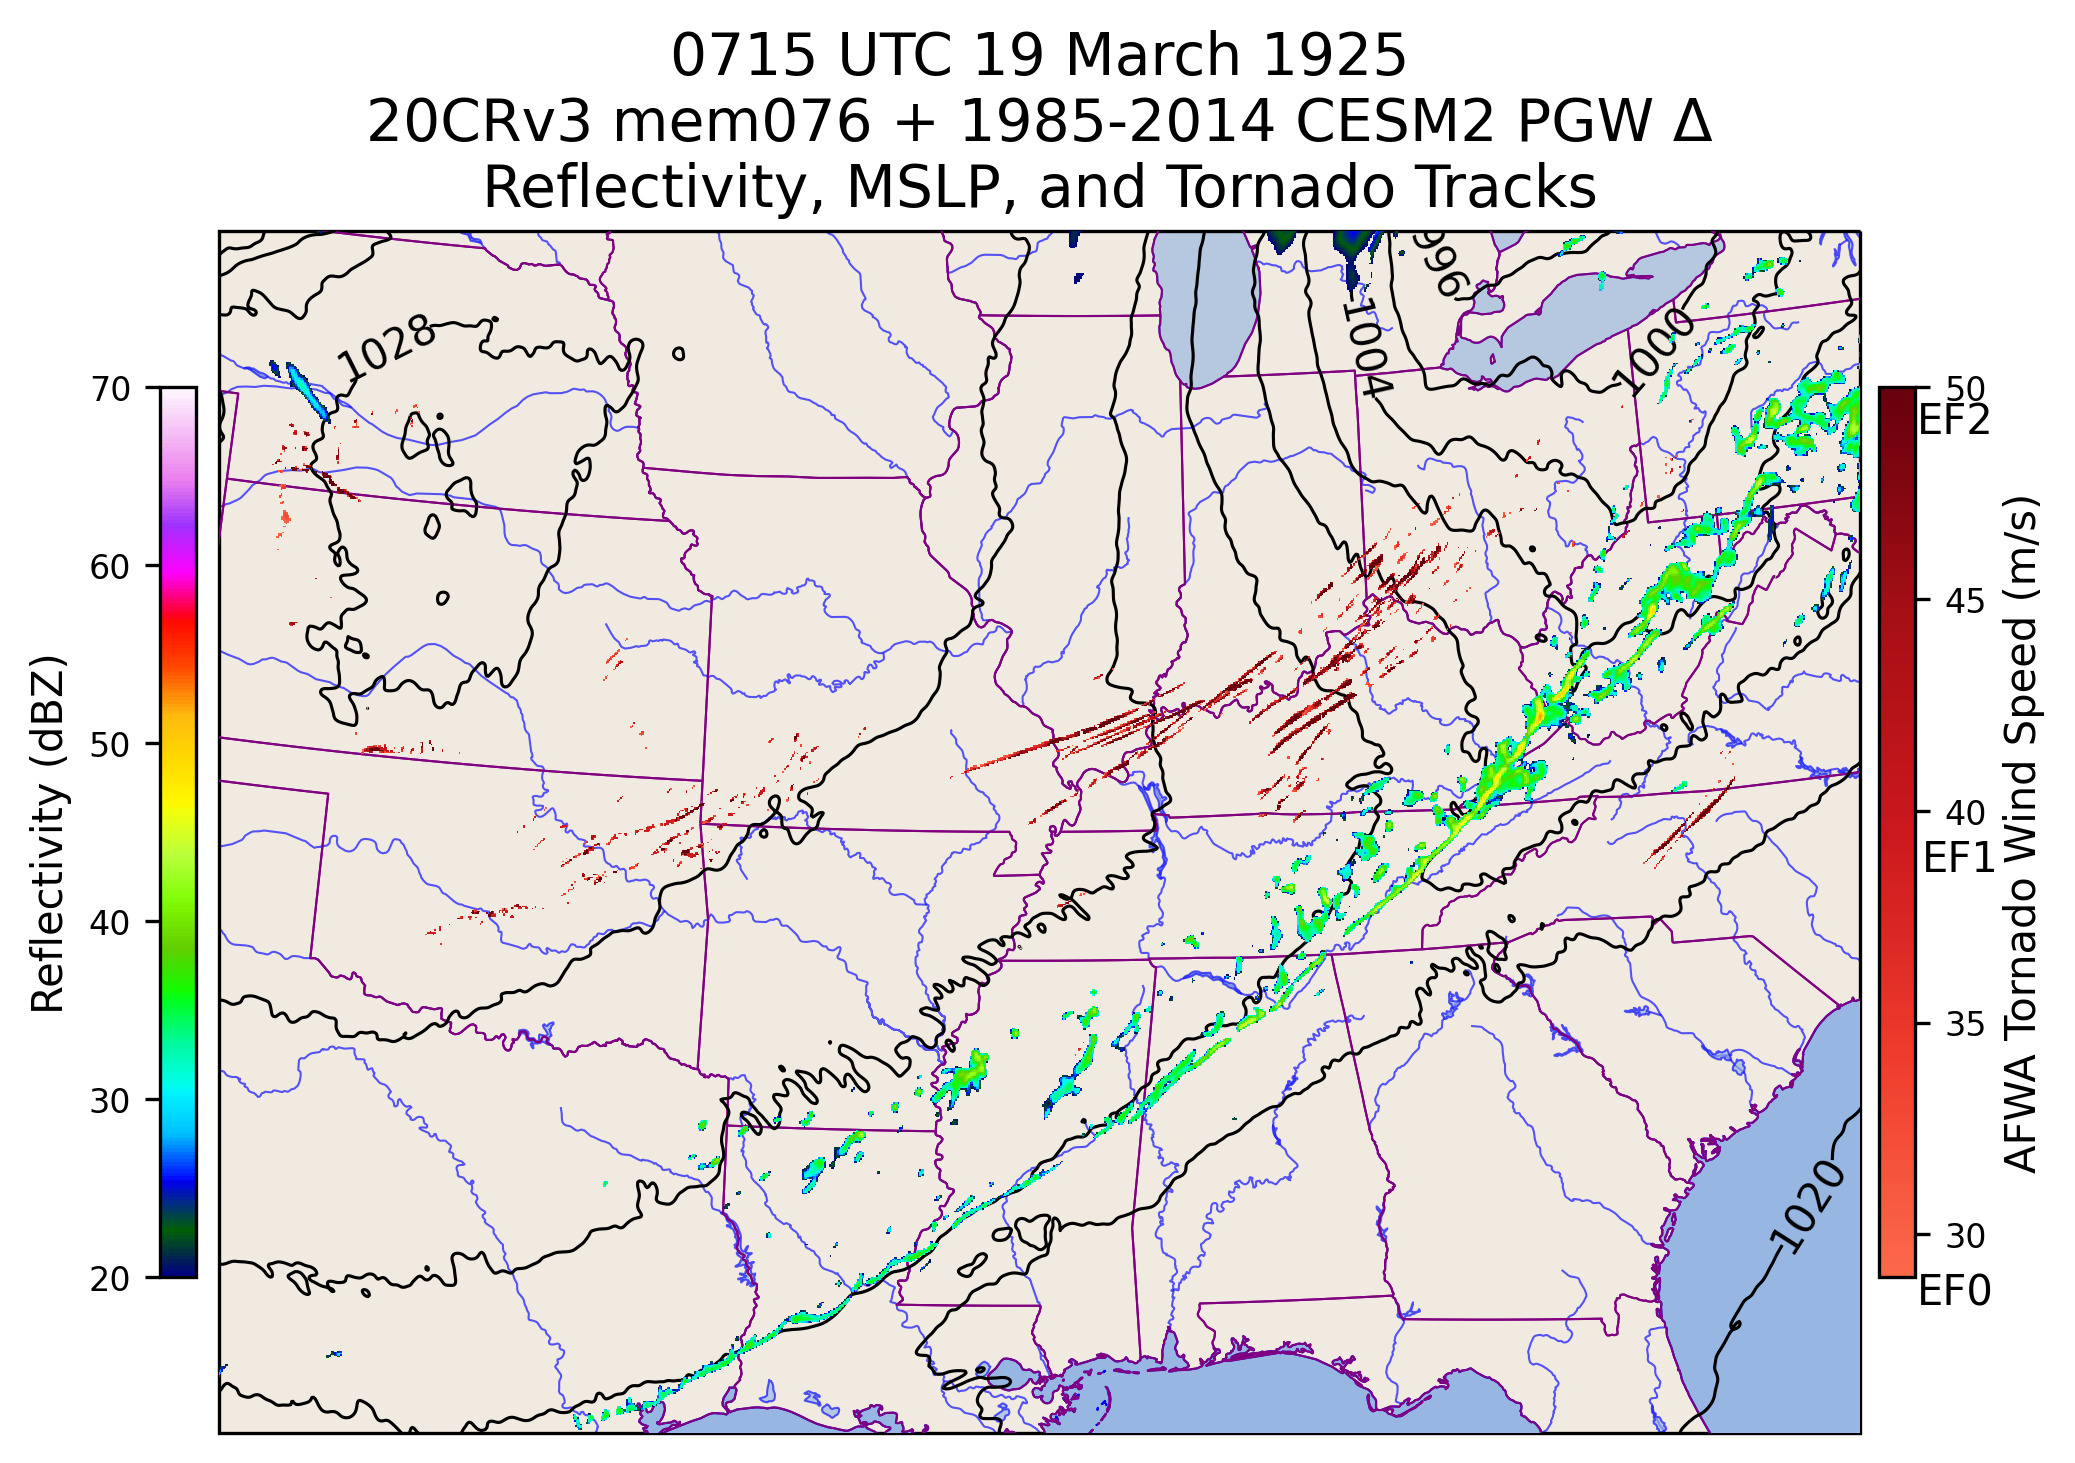 0715 UTC 19 March 1925
20CRv3 mem076 + 1985-2014 CESM2 PGW Δ
Reflectivity, MSLP, and Tornado Tracks
996
1028
1004
1000
1020
70
60
50
40
30
20
Reflectivity (dBZ)
50
EF2
45
40
EF1
35
30
EF0
AFWA Tornado Wind Speed (m/s)